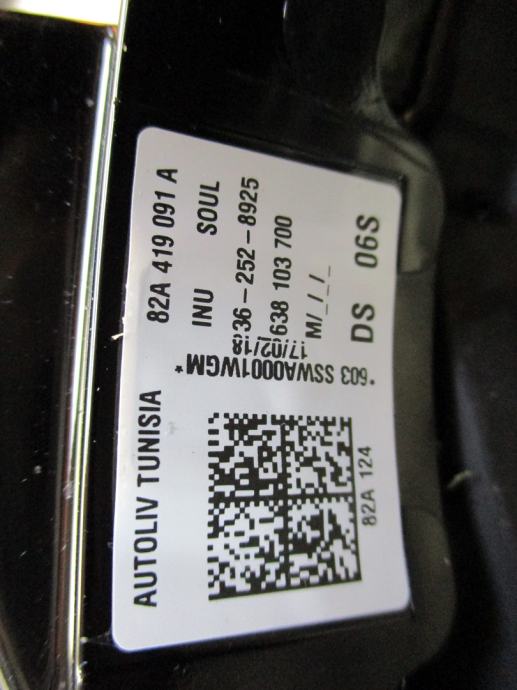 AUTOLIV TUNISIA 82A 419 091 A
INU SOUL
36-252-8925
638 103 700
17/02/18
M/_/_/_
*603 SSWA0001WGM*
DS 06S
82A 124